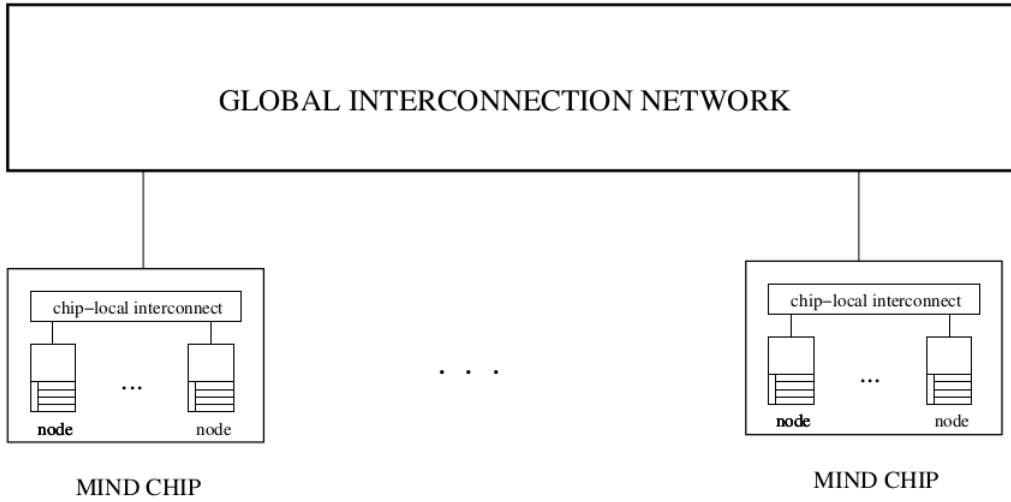 GLOBAL INTERCONNECTION NETWORK
chip-local interconnect
...
node
node
MIND CHIP
. . .
chip-local interconnect
...
node
node
MIND CHIP